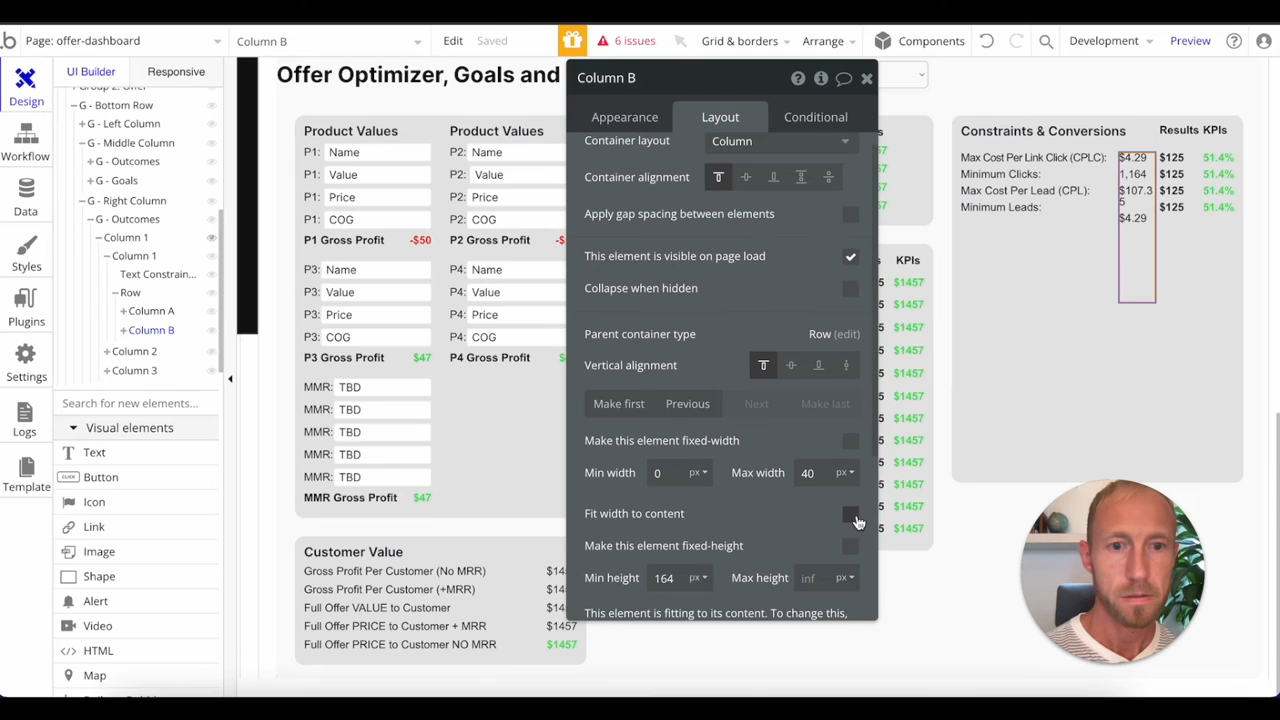 .b Page: offer-dashboard Column B Edit Saved 6 issues Grid & borders Arrange Components Development Preview
UI Builder Responsive
Design
Workflow
Data
Styles
Plugins
Settings
Logs
Template
G - Bottom Row
G - Left Column
G - Middle Column
G - Outcomes
G - Goals
G - Right Column
G - Outcomes
Column 1
Column 1
Text Constrain...
Row
Column A
Column B
Column 2
Column 3
Search for new elements...
Visual elements
Text
CLICK Button
Icon
Link
Image
Shape
Alert
Video
</> HTML
Map
Offer Optimizer, Goals and
Product Values
P1: Name
P1: Value
P1: Price
P1: COG
P1 Gross Profit -$50
P3: Name
P3: Value
P3: Price
P3: COG
P3 Gross Profit $47
MMR: TBD
MMR: TBD
MMR: TBD
MMR: TBD
MMR: TBD
MMR Gross Profit $47
Product Values
P2: Name
P2: Value
P2: Price
P2: COG
P2 Gross Profit
P4: Name
P4: Value
P4: Price
P4: COG
P4 Gross Profit
Customer Value
Gross Profit Per Customer (No MRR)
Gross Profit Per Customer (+MRR)
Full Offer VALUE to Customer $1457
Full Offer PRICE to Customer + MRR $1457
Full Offer PRICE to Customer NO MRR $1457
Column B
Appearance Layout Conditional
Container layout Column
Container alignment
Apply gap spacing between elements
This element is visible on page load
Collapse when hidden
Parent container type Row (edit)
Vertical alignment
Make first Previous Next Make last
Make this element fixed-width
Min width 0 px Max width 40 px
Fit width to content
Make this element fixed-height
Min height 164 px Max height inf px
This element is fitting to its content. To change this,
KPIs
$1457
$1457
$1457
$1457
$1457
$1457
$1457
$1457
$1457
$1457
$1457
$1457
Constraints & Conversions Results KPIs
Max Cost Per Link Click (CPLC): $4.29 $125 51.4%
Minimum Clicks: 1,164 $125 51.4%
Max Cost Per Lead (CPL): $107.3
5 $125 51.4%
Minimum Leads: $4.29 $125 51.4%